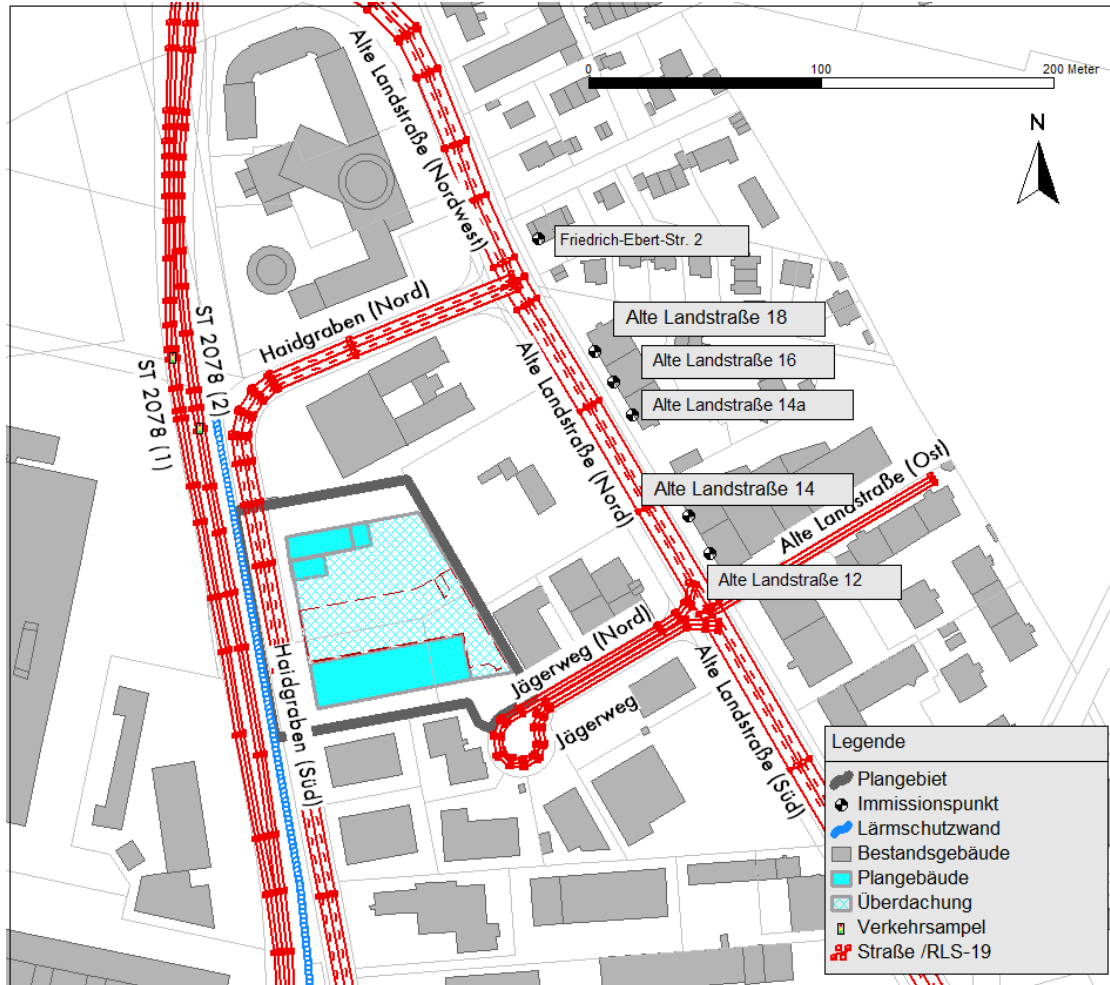 0 100 200 Meter
N
Alte Landstraße (Nordwest)
Friedrich-Ebert-Str. 2
Haidgraben (Nord)
Alte Landstraße 18
ST 2078 (2)
ST 2078 (1)
Alte Landstraße 16
Alte Landstraße 14a
Alte Landstraße (Nord)
Alte Landstraße 14
Alte Landstraße (Ost)
Alte Landstraße 12
Haidgraben (Süd)
Jägerweg (Nord)
Jägerweg
Alte Landstraße (Süd)
Legende
Plangebiet
Immissionspunkt
Lärmschutzwand
Bestandsgebäude
Plangebäude
Überdachung
Verkehrsampel
Straße /RLS-19